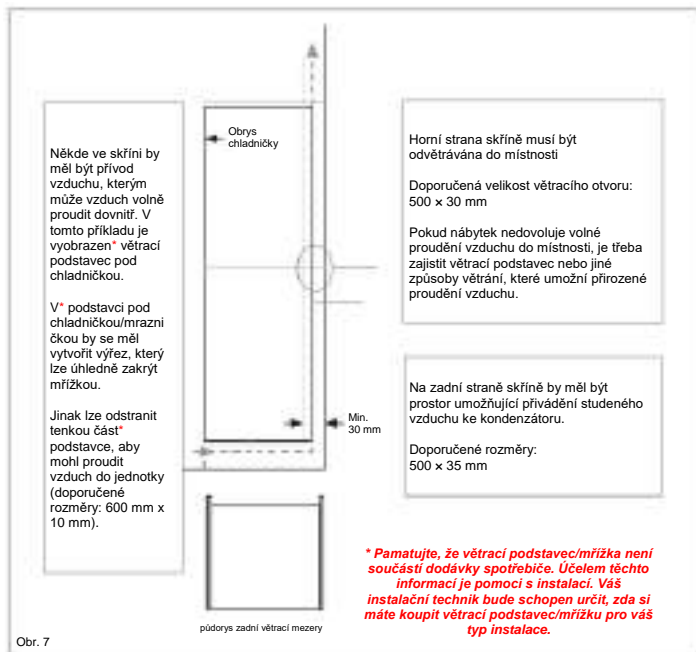 Někde ve skříni by
měl být přívod
vzduchu, kterým
může vzduch volně
proudit dovnitř. V
tomto příkladu je
vyobrazen* větrací
podstavec pod
chladničkou.
V* podstavci pod
chladničkou/mrazni
čkou by se měl
vytvořit výřez, který
lze úhledně zakrýt
mřížkou.
Jinak lze odstranit
tenkou část*
podstavce, aby
mohl proudit
vzduch do jednotky
(doporučené
rozměry: 600 mm x
10 mm).
Obrys
chladničky
Min.
30 mm
Horní strana skříně musí být
odvětrávána do místnosti
Doporučená velikost větracího otvoru:
500 × 30 mm
Pokud nábytek nedovoluje volné
proudění vzduchu do místnosti, je třeba
zajistit větrací podstavec nebo jiné
způsoby větrání, které umožní přirozené
proudění vzduchu.
Na zadní straně skříně by měl být
prostor umožňující přivádění studeného
vzduchu ke kondenzátoru.
Doporučené rozměry:
500 × 35 mm
* Pamatujte, že větrací podstavec/mřížka není
součástí dodávky spotřebiče. Účelem těchto
informací je pomoci s instalací. Váš
instalační technik bude schopen určit, zda si
máte koupit větrací podstavec/mřížku pro váš
typ instalace.
půdorys zadní větrací mezery
Obr. 7